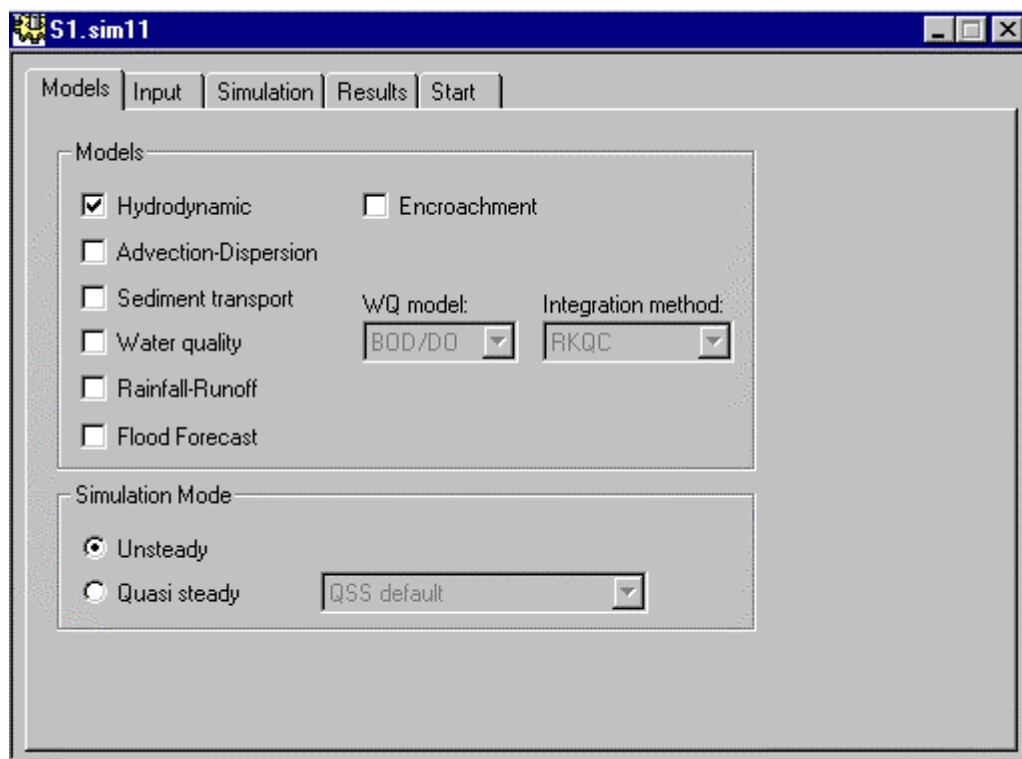 S1.sim11
Models Input Simulation Results Start
Models
Hydrodynamic Encroachment
Advection-Dispersion
Sediment transport WQ model: Integration method:
Water quality BOD/DO RKQC
Rainfall-Runoff
Flood Forecast
Simulation Mode
Unsteady
Quasi steady QSS default